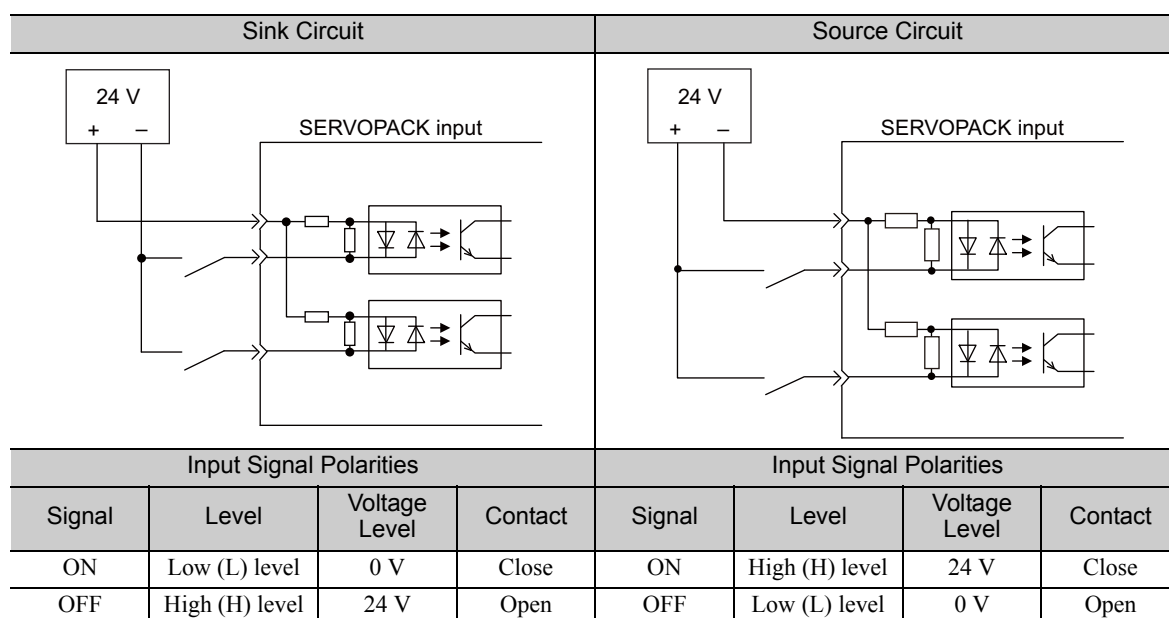 Sink Circuit
Source Circuit
24 V
+ –
SERVOPACK input
24 V
+ –
SERVOPACK input
Input Signal Polarities
Input Signal Polarities
Signal Level Voltage Level Contact Signal Level Voltage Level Contact
ON Low (L) level 0 V Close ON High (H) level 24 V Close
OFF High (H) level 24 V Open OFF Low (L) level 0 V Open